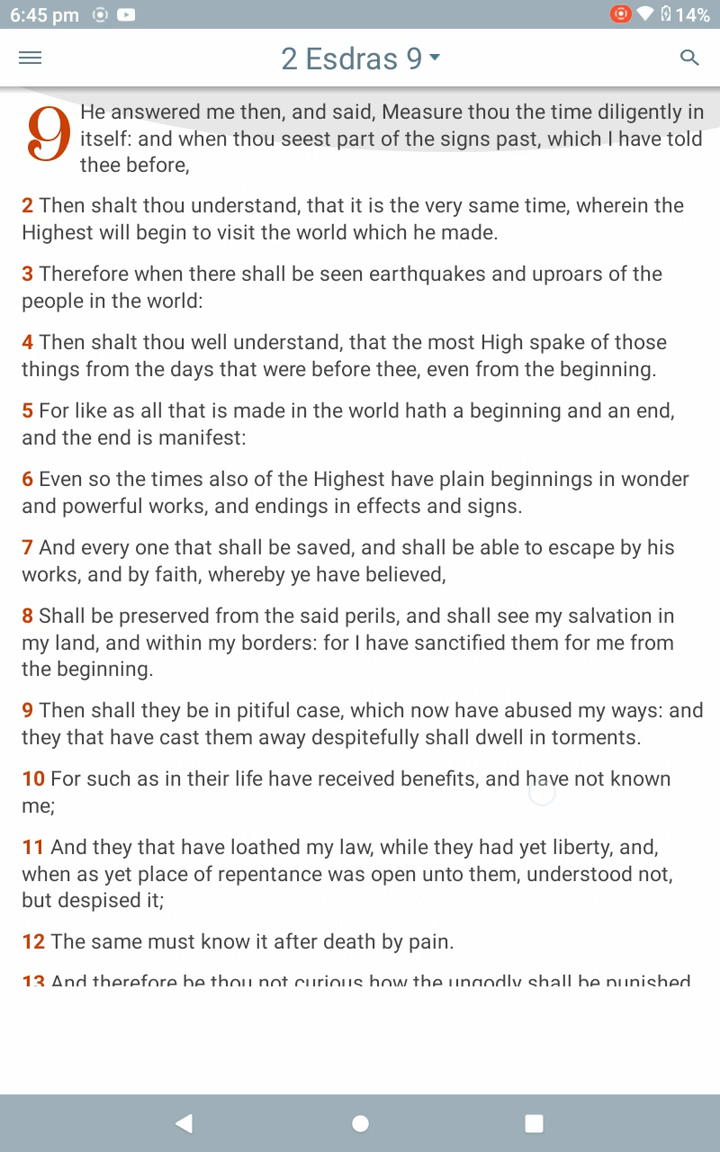 6:45 pm 14%
2 Esdras 9
9 He answered me then, and said, Measure thou the time diligently in
itself: and when thou seest part of the signs past, which I have told
thee before,
2 Then shalt thou understand, that it is the very same time, wherein the
Highest will begin to visit the world which he made.
3 Therefore when there shall be seen earthquakes and uproars of the
people in the world:
4 Then shalt thou well understand, that the most High spake of those
things from the days that were before thee, even from the beginning.
5 For like as all that is made in the world hath a beginning and an end,
and the end is manifest:
6 Even so the times also of the Highest have plain beginnings in wonder
and powerful works, and endings in effects and signs.
7 And every one that shall be saved, and shall be able to escape by his
works, and by faith, whereby ye have believed,
8 Shall be preserved from the said perils, and shall see my salvation in
my land, and within my borders: for I have sanctified them for me from
the beginning.
9 Then shall they be in pitiful case, which now have abused my ways: and
they that have cast them away despitefully shall dwell in torments.
10 For such as in their life have received benefits, and have not known
me;
11 And they that have loathed my law, while they had yet liberty, and,
when as yet place of repentance was open unto them, understood not,
but despised it;
12 The same must know it after death by pain.
13 And therefore be thou not curious how the ungodly shall be punished